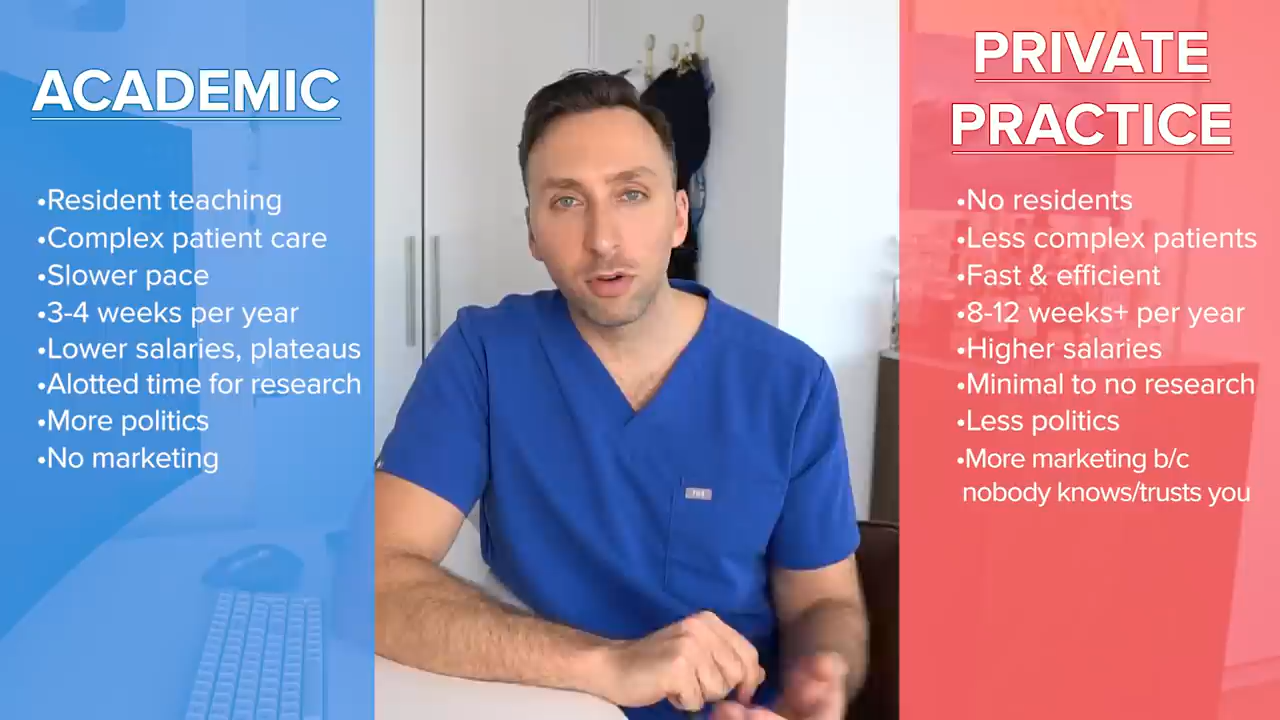 ACADEMIC
•Resident teaching
•Complex patient care
•Slower pace
•3-4 weeks per year
•Lower salaries, plateaus
•Alotted time for research
•More politics
•No marketing
PRIVATE
PRACTICE
•No residents
•Less complex patients
•Fast & efficient
•8-12 weeks+ per year
•Higher salaries
•Minimal to no research
•Less politics
•More marketing b/c
nobody knows/trusts you